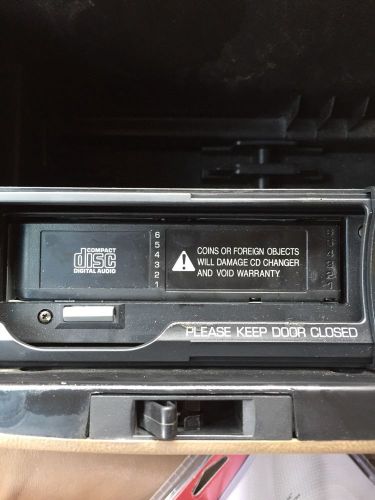 COMPACT
disc
DIGITAL AUDIO
6
5
4
3
2
1
COINS OR FOREIGN OBJECTS
WILL DAMAGE CD CHANGER
AND VOID WARRANTY
PLEASE KEEP DOOR CLOSED